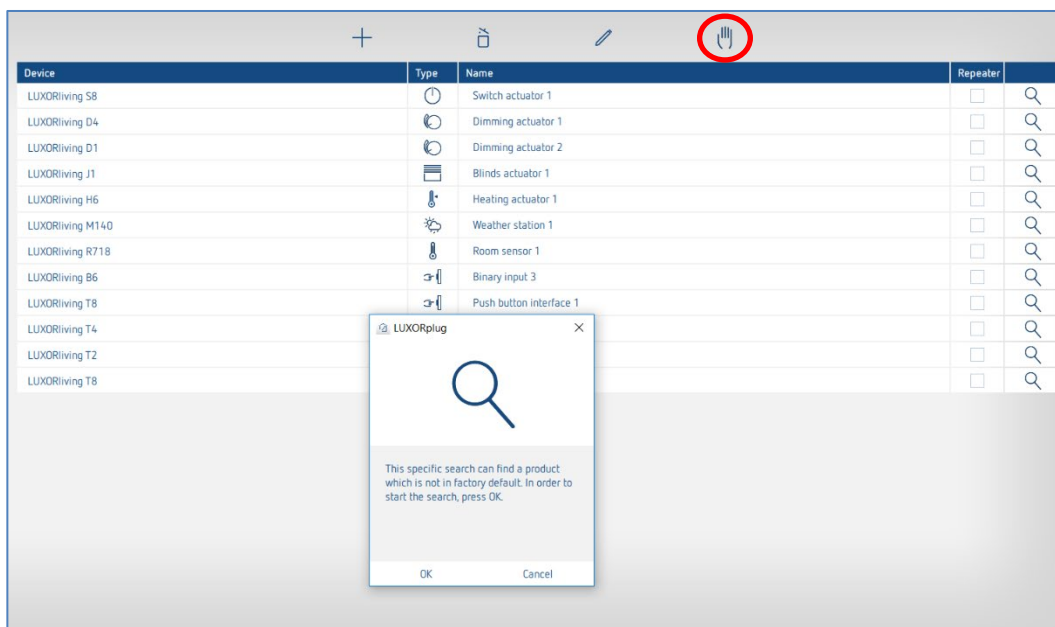 Device Type Name Repeater
LUXORliving S8 Switch actuator 1
LUXORliving D4 Dimming actuator 1
LUXORliving D1 Dimming actuator 2
LUXORliving J1 Blinds actuator 1
LUXORliving H6 Heating actuator 1
LUXORliving M140 Weather station 1
LUXORliving R718 Room sensor 1
LUXORliving B6 Binary input 3
LUXORliving T8 Push button interface 1
LUXORliving T4
LUXORliving T2
LUXORliving T8
LUXORplug
This specific search can find a product
which is not in factory default. In order to
start the search, press OK.
OK Cancel